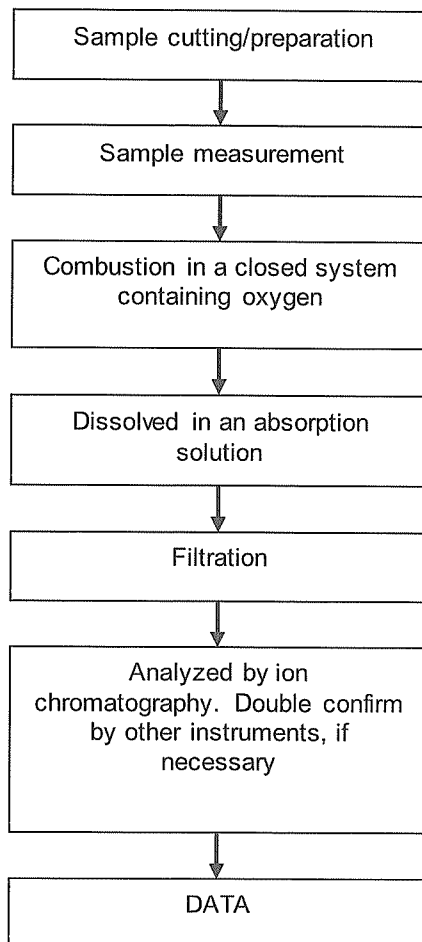 Sample cutting/preparation
Sample measurement
Combustion in a closed system
containing oxygen
Dissolved in an absorption
solution
Filtration
Analyzed by ion
chromatography. Double confirm
by other instruments, if
necessary
DATA